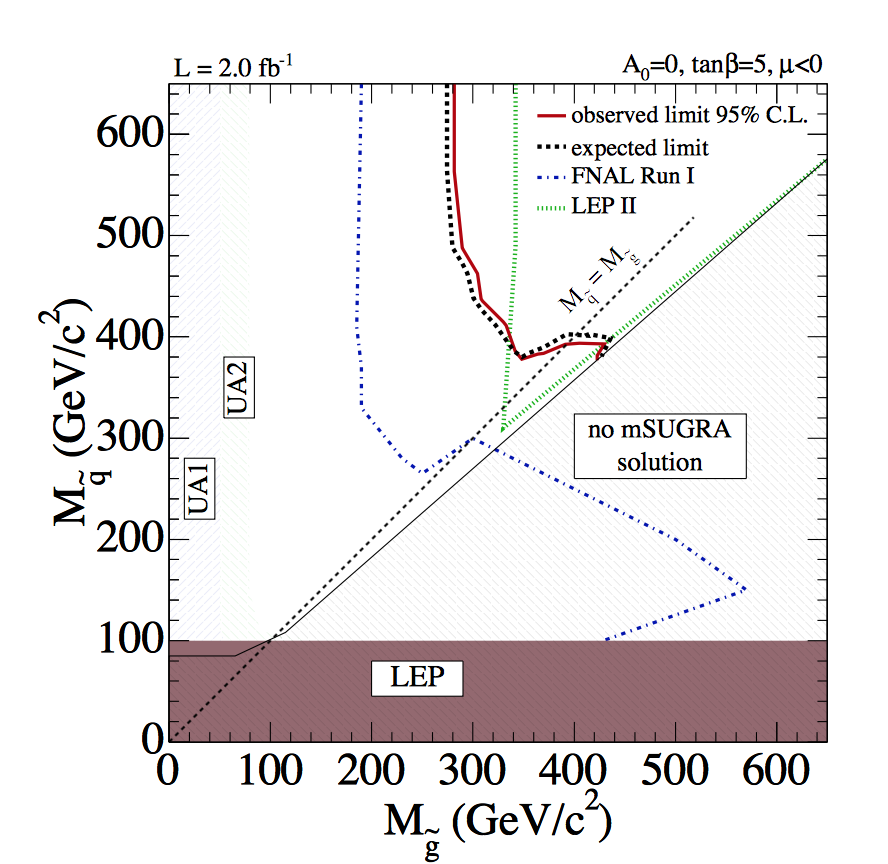 L = 2.0 fb⁻¹
A₀=0, tanβ=5, μ<0
observed limit 95% C.L.
expected limit
FNAL Run I
LEP II
M_q̃ = M_g̃
UA2
UA1
no mSUGRA
solution
LEP
M_q̃ (GeV/c²)
600
500
400
300
200
100
0
0 100 200 300 400 500 600
M_g̃ (GeV/c²)